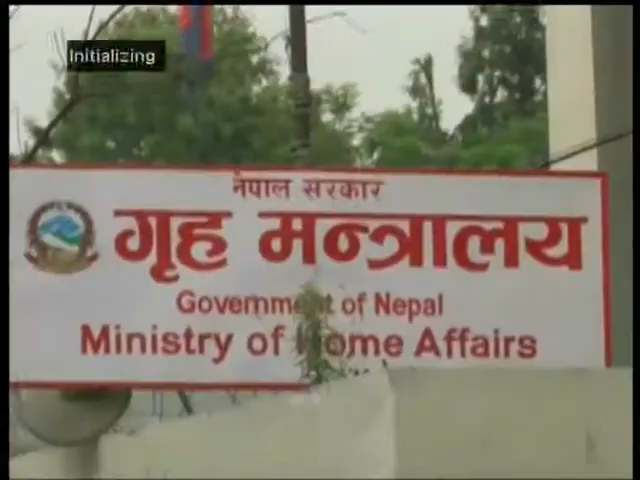 Initializing
नेपाल सरकार
गृह मन्त्रालय
Government of Nepal
Ministry of Home Affairs